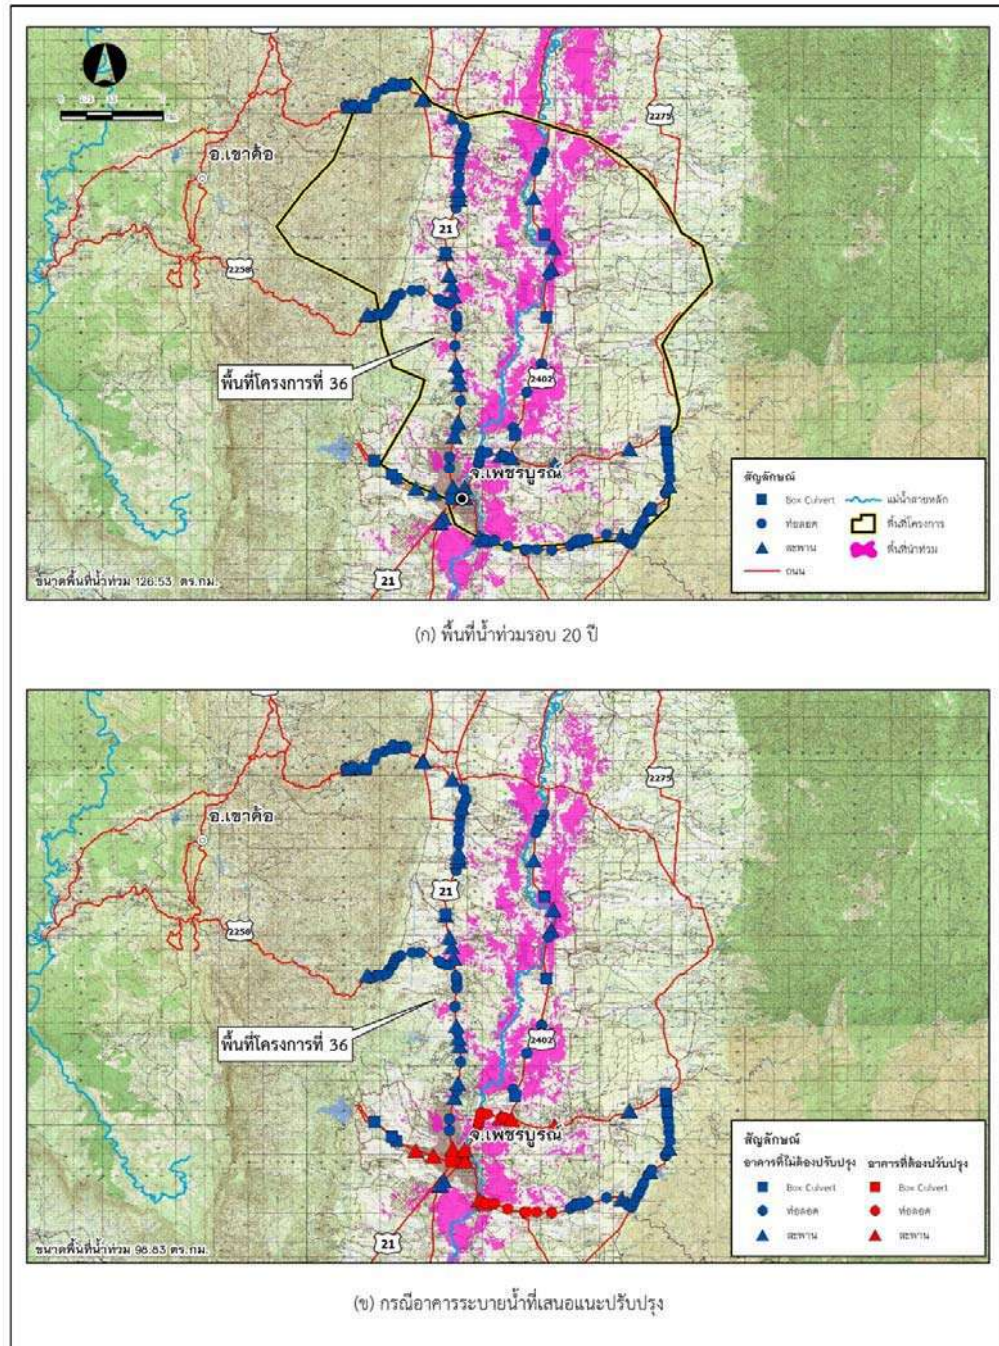 อ.เขาค้อ
2275
21
2258
พื้นที่โครงการที่ 36
2402
จ.เพชรบูรณ์
21
ขนาดพื้นที่น้ำท่วม 126.53 ตร.กม.
สัญลักษณ์
Box Culvert
แม่น้ำสายหลัก
ท่อลอด
พื้นที่โครงการ
สะพาน
พื้นที่น้ำท่วม
ถนน
(ก) พื้นที่น้ำท่วมรอบ 20 ปี
2275
อ.เขาค้อ
21
2258
พื้นที่โครงการที่ 36
2402
จ.เพชรบูรณ์
21
ขนาดพื้นที่น้ำท่วม 98.83 ตร.กม.
สัญลักษณ์
อาคารที่ไม่ต้องปรับปรุง อาคารที่ต้องปรับปรุง
Box Culvert Box Culvert
ท่อลอด ท่อลอด
สะพาน สะพาน
(ข) กรณีอาคารระบายน้ำที่เสนอแนะปรับปรุง